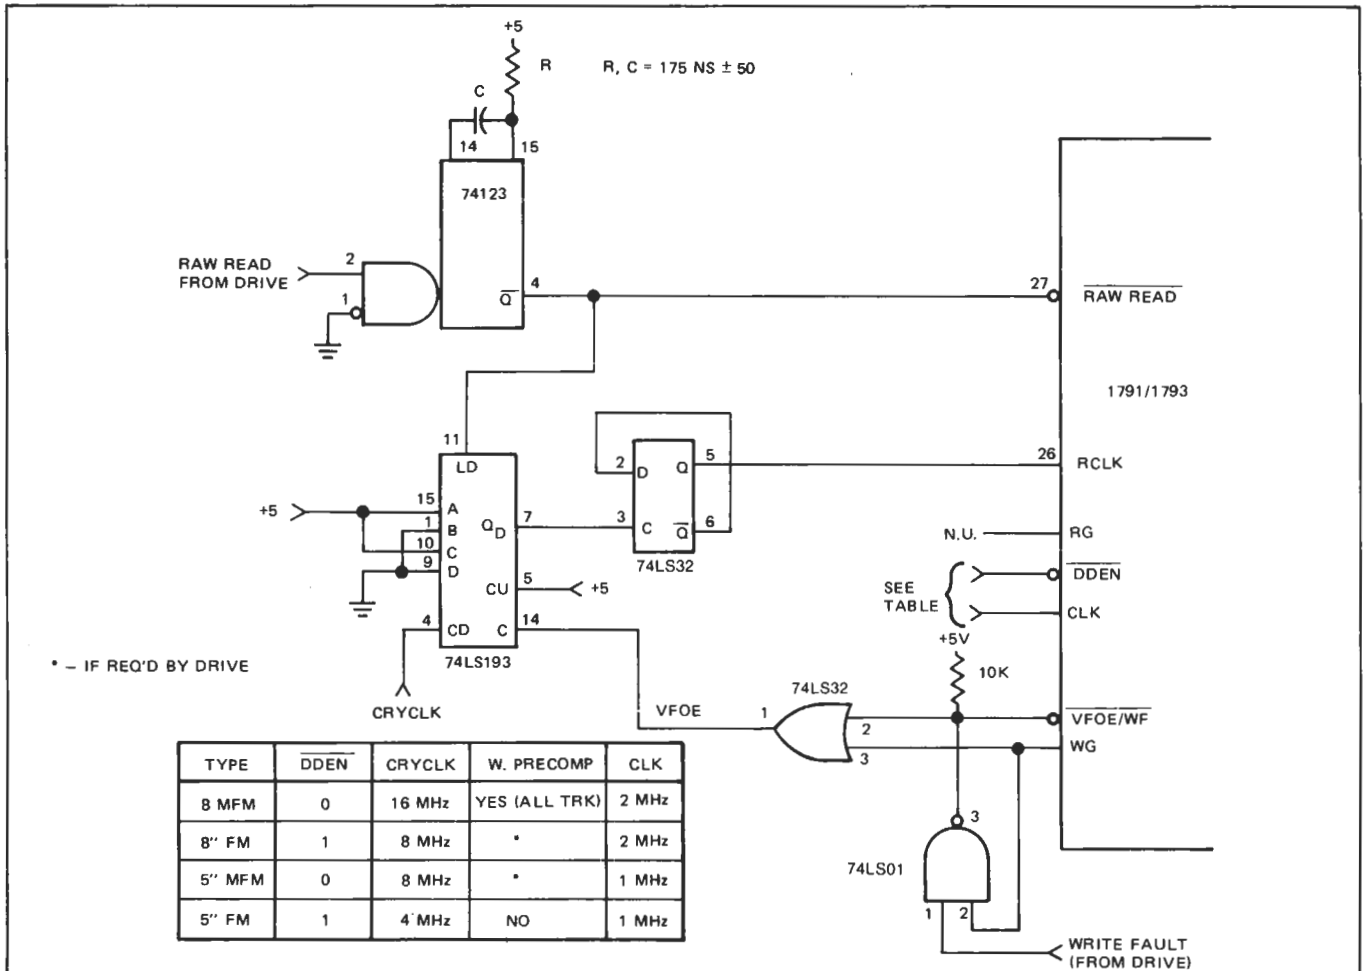 +5
R
R, C = 175 NS ± 50
C
14
15
74123
RAW READ
FROM DRIVE
2
1
Q
4
27
RAW READ
1791/1793
11
LD
+5
15
A
1
B
10
C
9
D
QD
7
CU
5
+5
4
CD
C
14
74LS193
CRYCLK
2
D
Q
5
3
C
Q
6
74LS32
26
RCLK
N.U.
RG
DDEN
SEE
TABLE
CLK
+5V
10K
* – IF REQ'D BY DRIVE
VFOE
74LS32
1
2
3
VFOE/WF
WG
3
74LS01
1
2
WRITE FAULT
(FROM DRIVE)
TYPE DDEN CRYCLK W. PRECOMP CLK
8 MFM 0 16 MHz YES (ALL TRK) 2 MHz
8" FM 1 8 MHz * 2 MHz
5" MFM 0 8 MHz * 1 MHz
5" FM 1 4 MHz NO 1 MHz